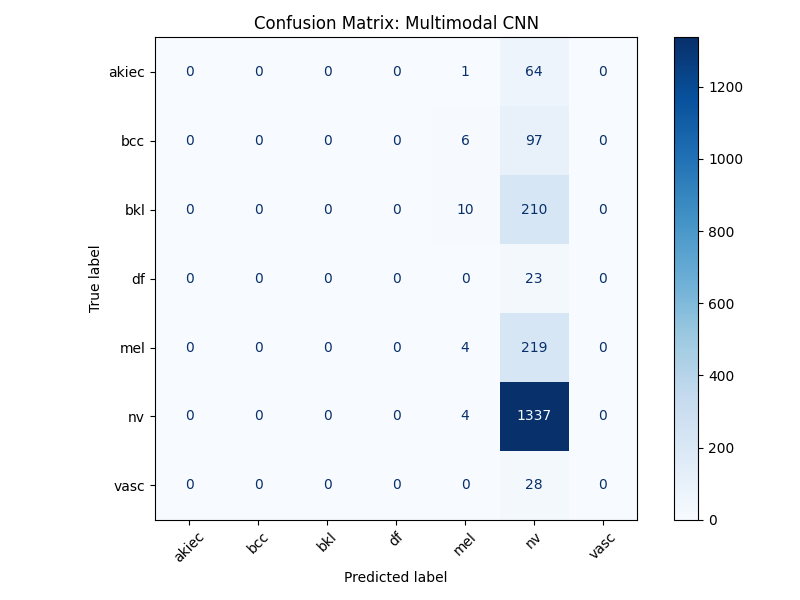 Confusion Matrix: Multimodal CNN
akiec 0 0 0 0 1 64 0
bcc 0 0 0 0 6 97 0
bkl 0 0 0 0 10 210 0
df 0 0 0 0 0 23 0
mel 0 0 0 0 4 219 0
nv 0 0 0 0 4 1337 0
vasc 0 0 0 0 0 28 0
akiec bcc bkl df mel nv vasc
Predicted label
True label
1200
1000
800
600
400
200
0